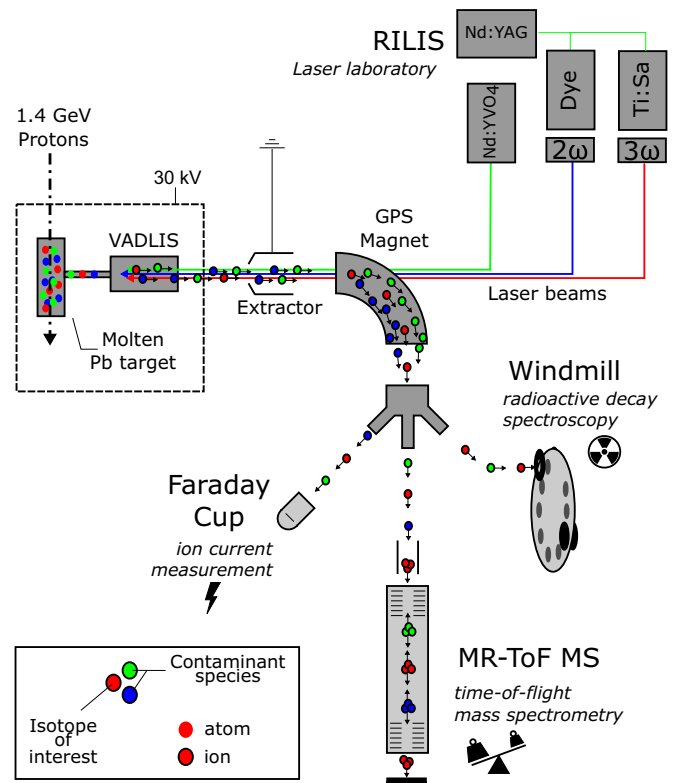 RILIS
Laser laboratory
Nd:YAG
Nd:YVO4
Dye
Ti:Sa
2ω
3ω
1.4 GeV
Protons
30 kV
VADLIS
GPS
Magnet
Extractor
Laser beams
Molten
Pb target
Windmill
radioactive decay
spectroscopy
Faraday
Cup
ion current
measurement
MR-ToF MS
time-of-flight
mass spectrometry
Contaminant
species
Isotope
of
interest
atom
ion